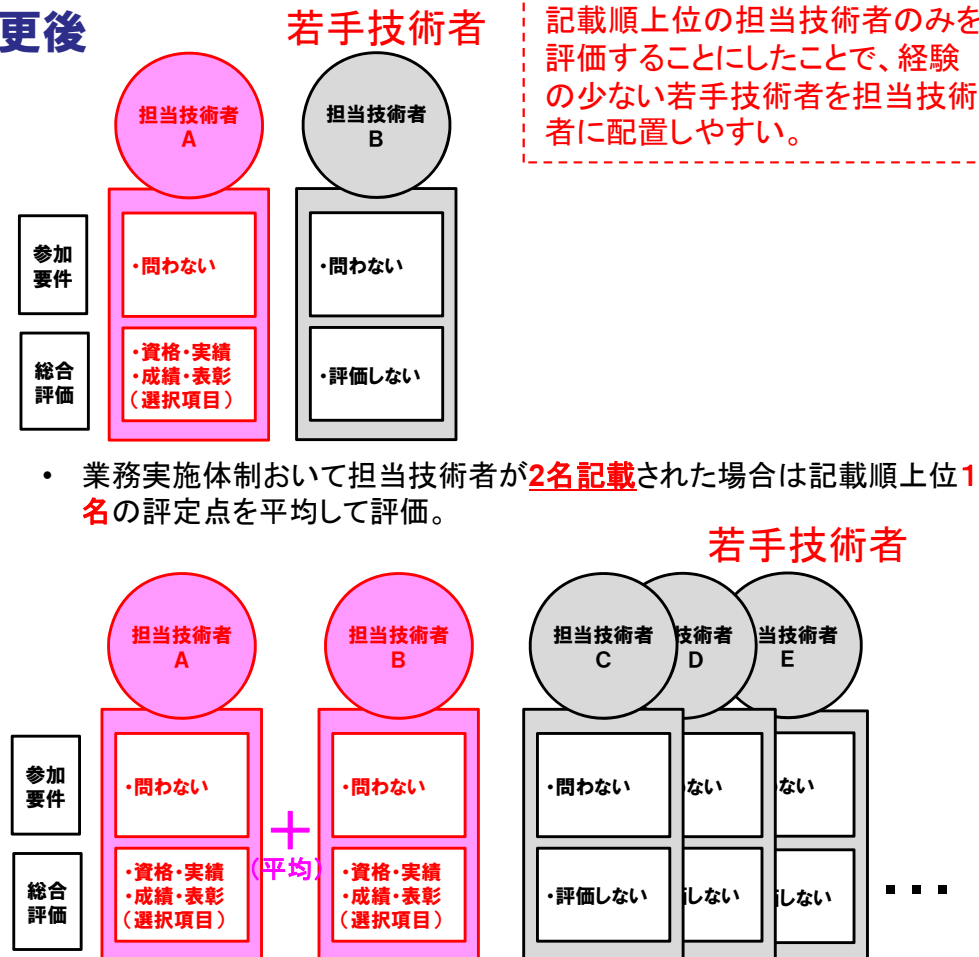 更後
若手技術者
記載順上位の担当技術者のみを
評価することにしたことで、経験
の少ない若手技術者を担当技術
者に配置しやすい。
担当技術者
A
担当技術者
B
参加
要件
・問わない
・問わない
総合
評価
・資格・実績
・成績・表彰
（選択項目）
・評価しない
• 業務実施体制おいて担当技術者が2名記載された場合は記載順上位1
名の評定点を平均して評価。
若手技術者
担当技術者
A
担当技術者
B
担当技術者
C
技術者
D
当技術者
E
参加
要件
・問わない
・問わない
・問わない
ない
ない
＋
(平均)
総合
評価
・資格・実績
・成績・表彰
（選択項目）
・資格・実績
・成績・表彰
（選択項目）
・評価しない
しない
しない
・・・